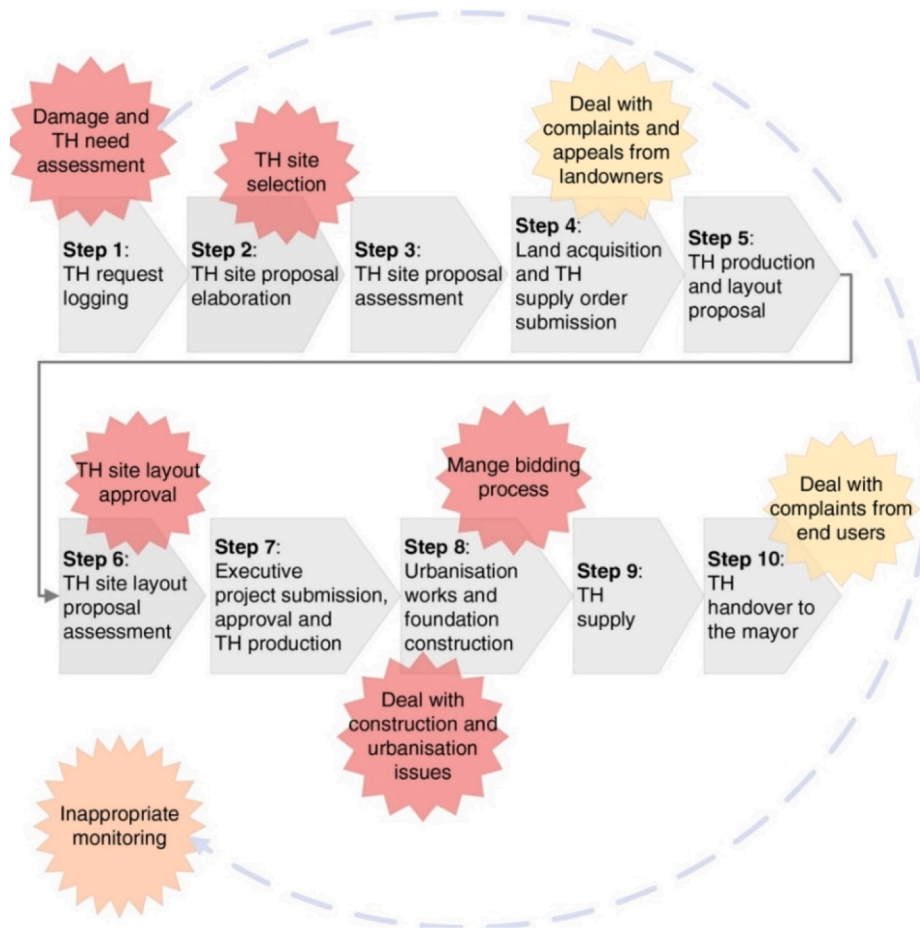 Damage and
TH need
assessment
TH site
selection
Deal with
complaints and
appeals from
landowners
Step 1:
TH request
logging
Step 2:
TH site proposal
elaboration
Step 3:
TH site proposal
assessment
Step 4:
Land acquisition
and TH
supply order
submission
Step 5:
TH production
and layout
proposal
TH site layout
approval
Mange bidding
process
Deal with
complaints from
end users
Step 6:
TH site layout
proposal
assessment
Step 7:
Executive
project submission,
approval and
TH production
Step 8:
Urbanisation
works and
foundation
construction
Step 9:
TH
supply
Step 10:
TH
handover to
the mayor
Deal with
construction and
urbanisation
issues
Inappropriate
monitoring